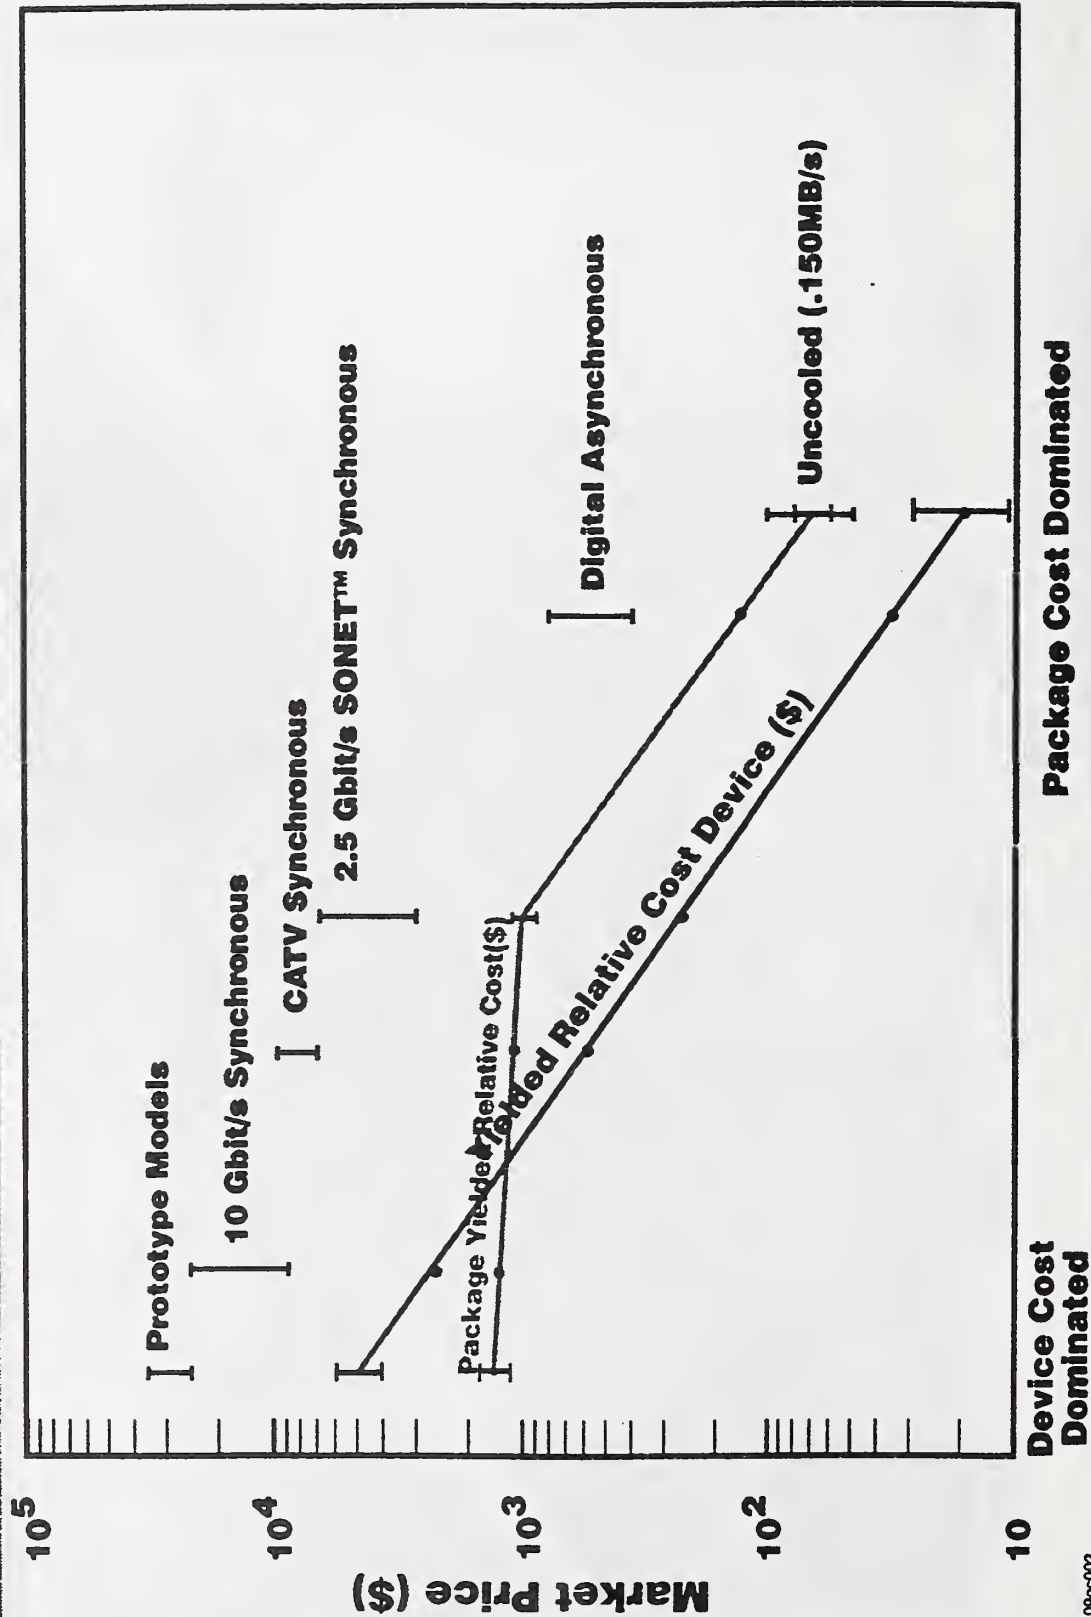 10⁵
10⁴
10³
10²
10
Market Price ($)
Prototype Models
10 Gbit/s Synchronous
CATV Synchronous
2.5 Gbit/s SONET™ Synchronous
Digital Asynchronous
Uncooled (.150MB/s)
Package Yielded Relative Cost($)
Yielded Relative Cost Device ($)
Device Cost
Dominated
Package Cost Dominated